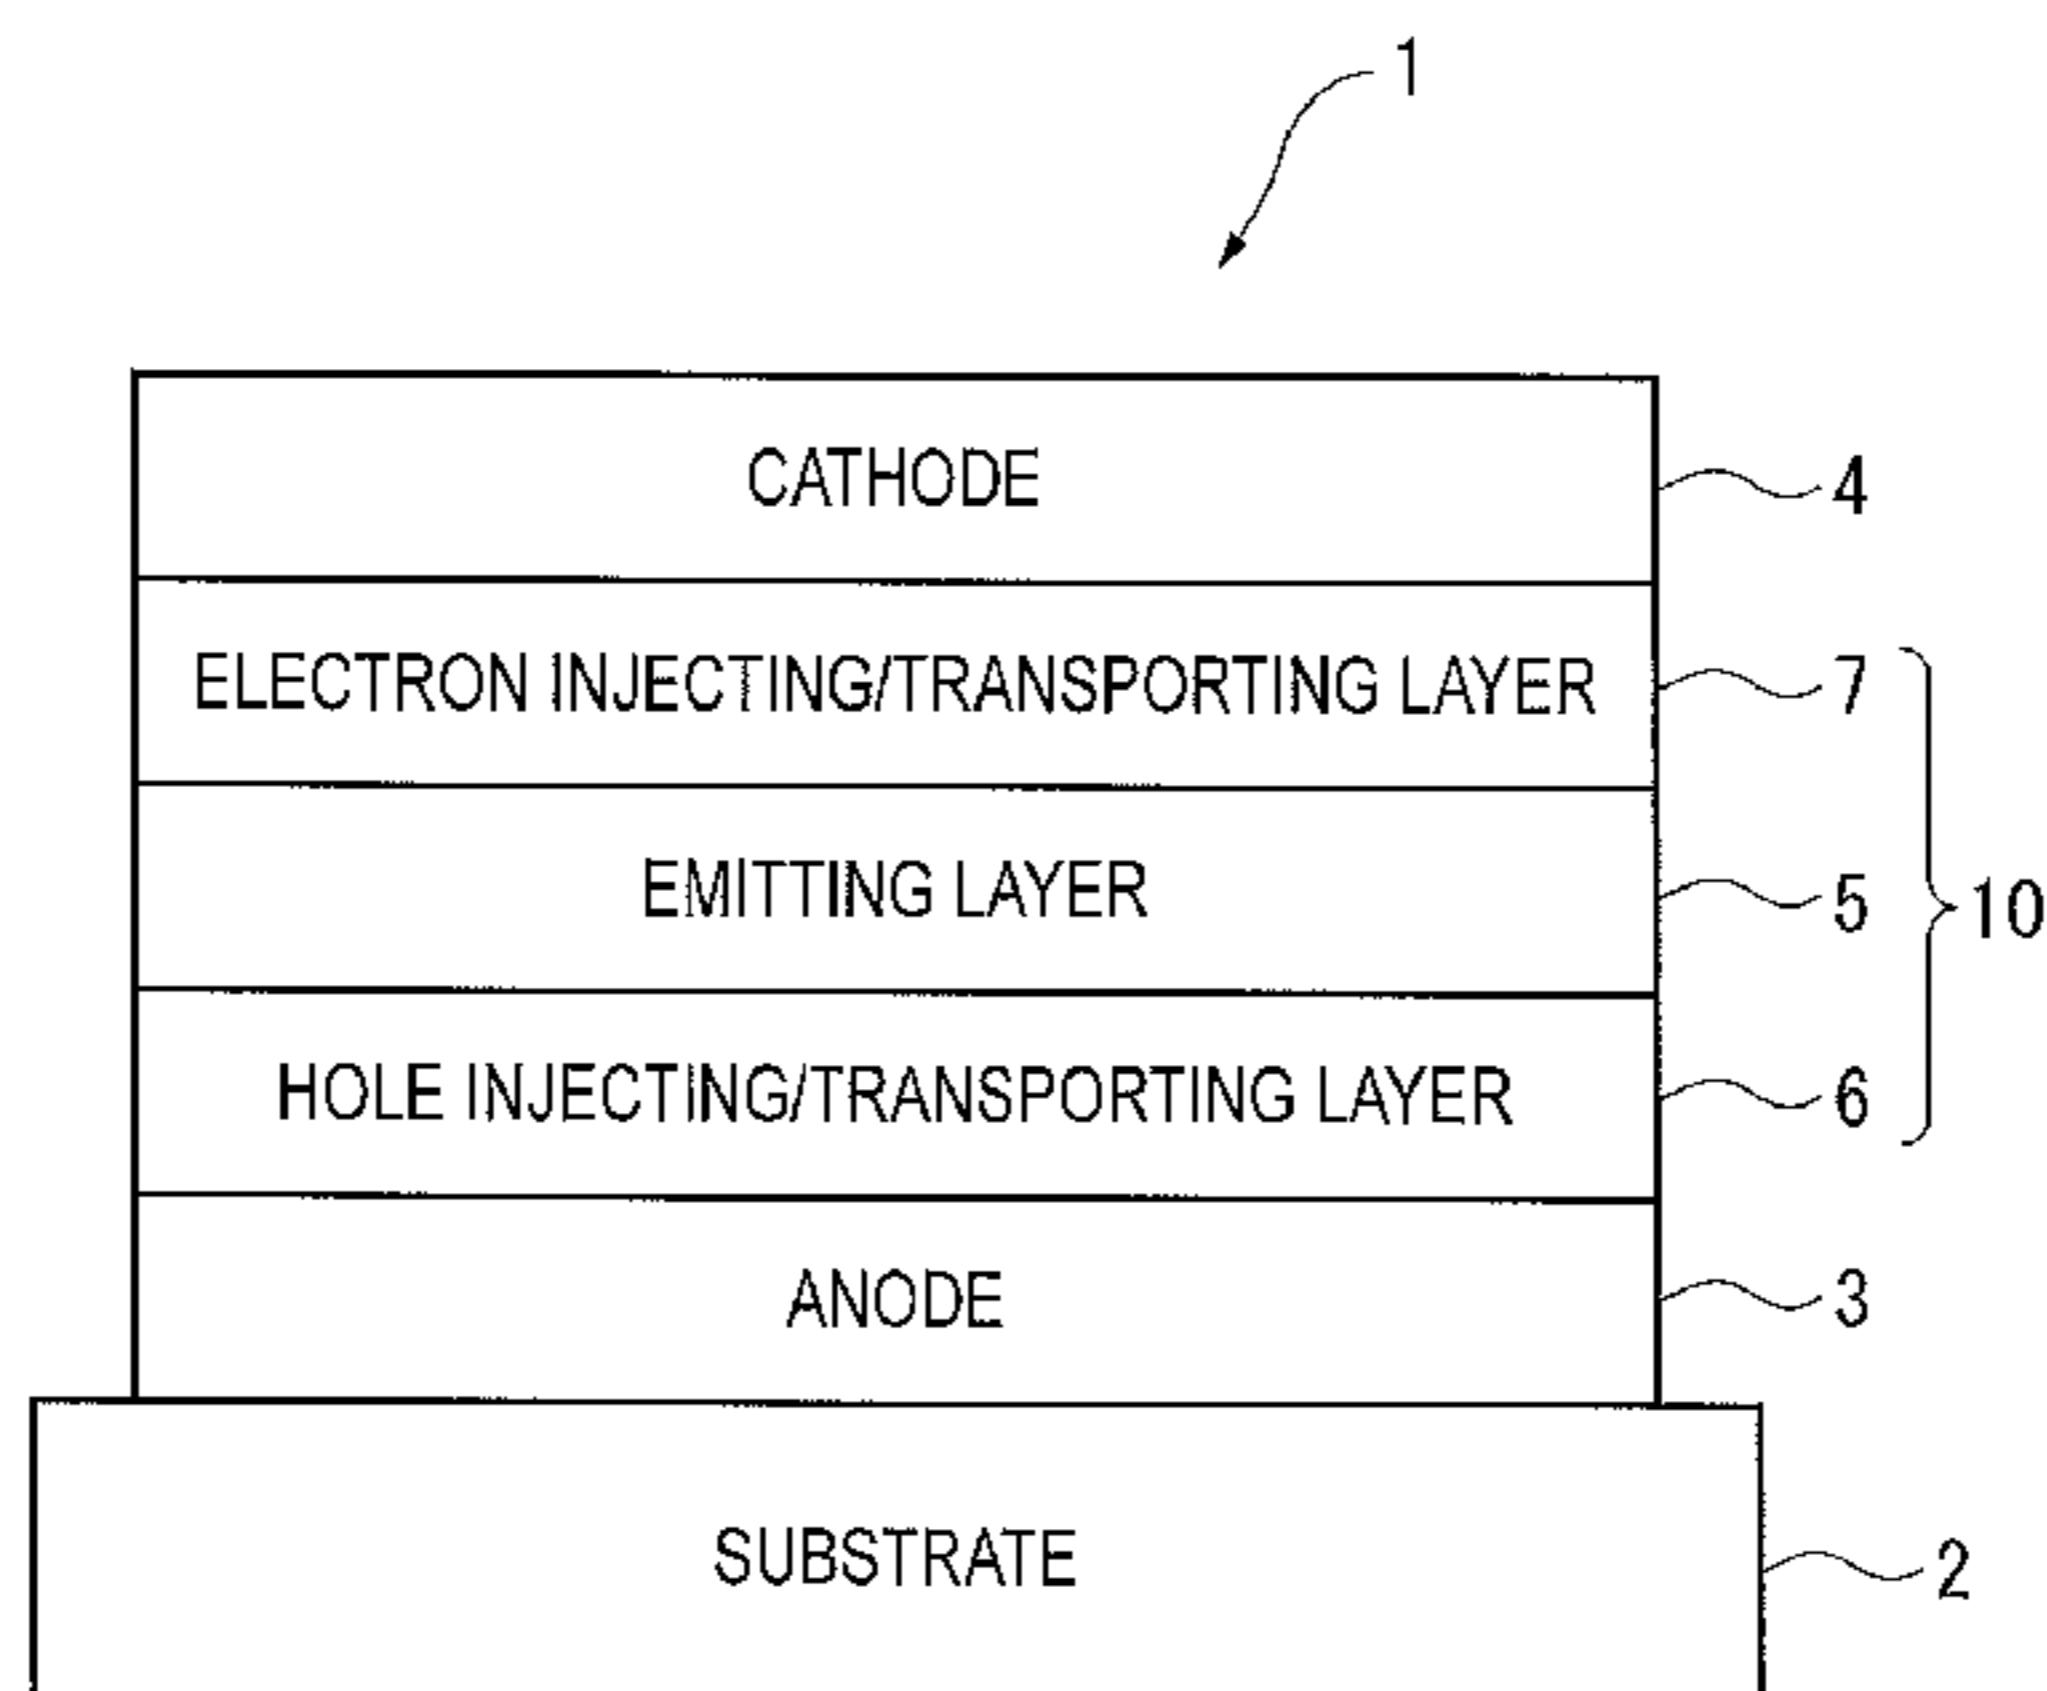 1
CATHODE 4
ELECTRON INJECTING/TRANSPORTING LAYER 7
EMITTING LAYER 5 10
HOLE INJECTING/TRANSPORTING LAYER 6
ANODE 3
SUBSTRATE 2